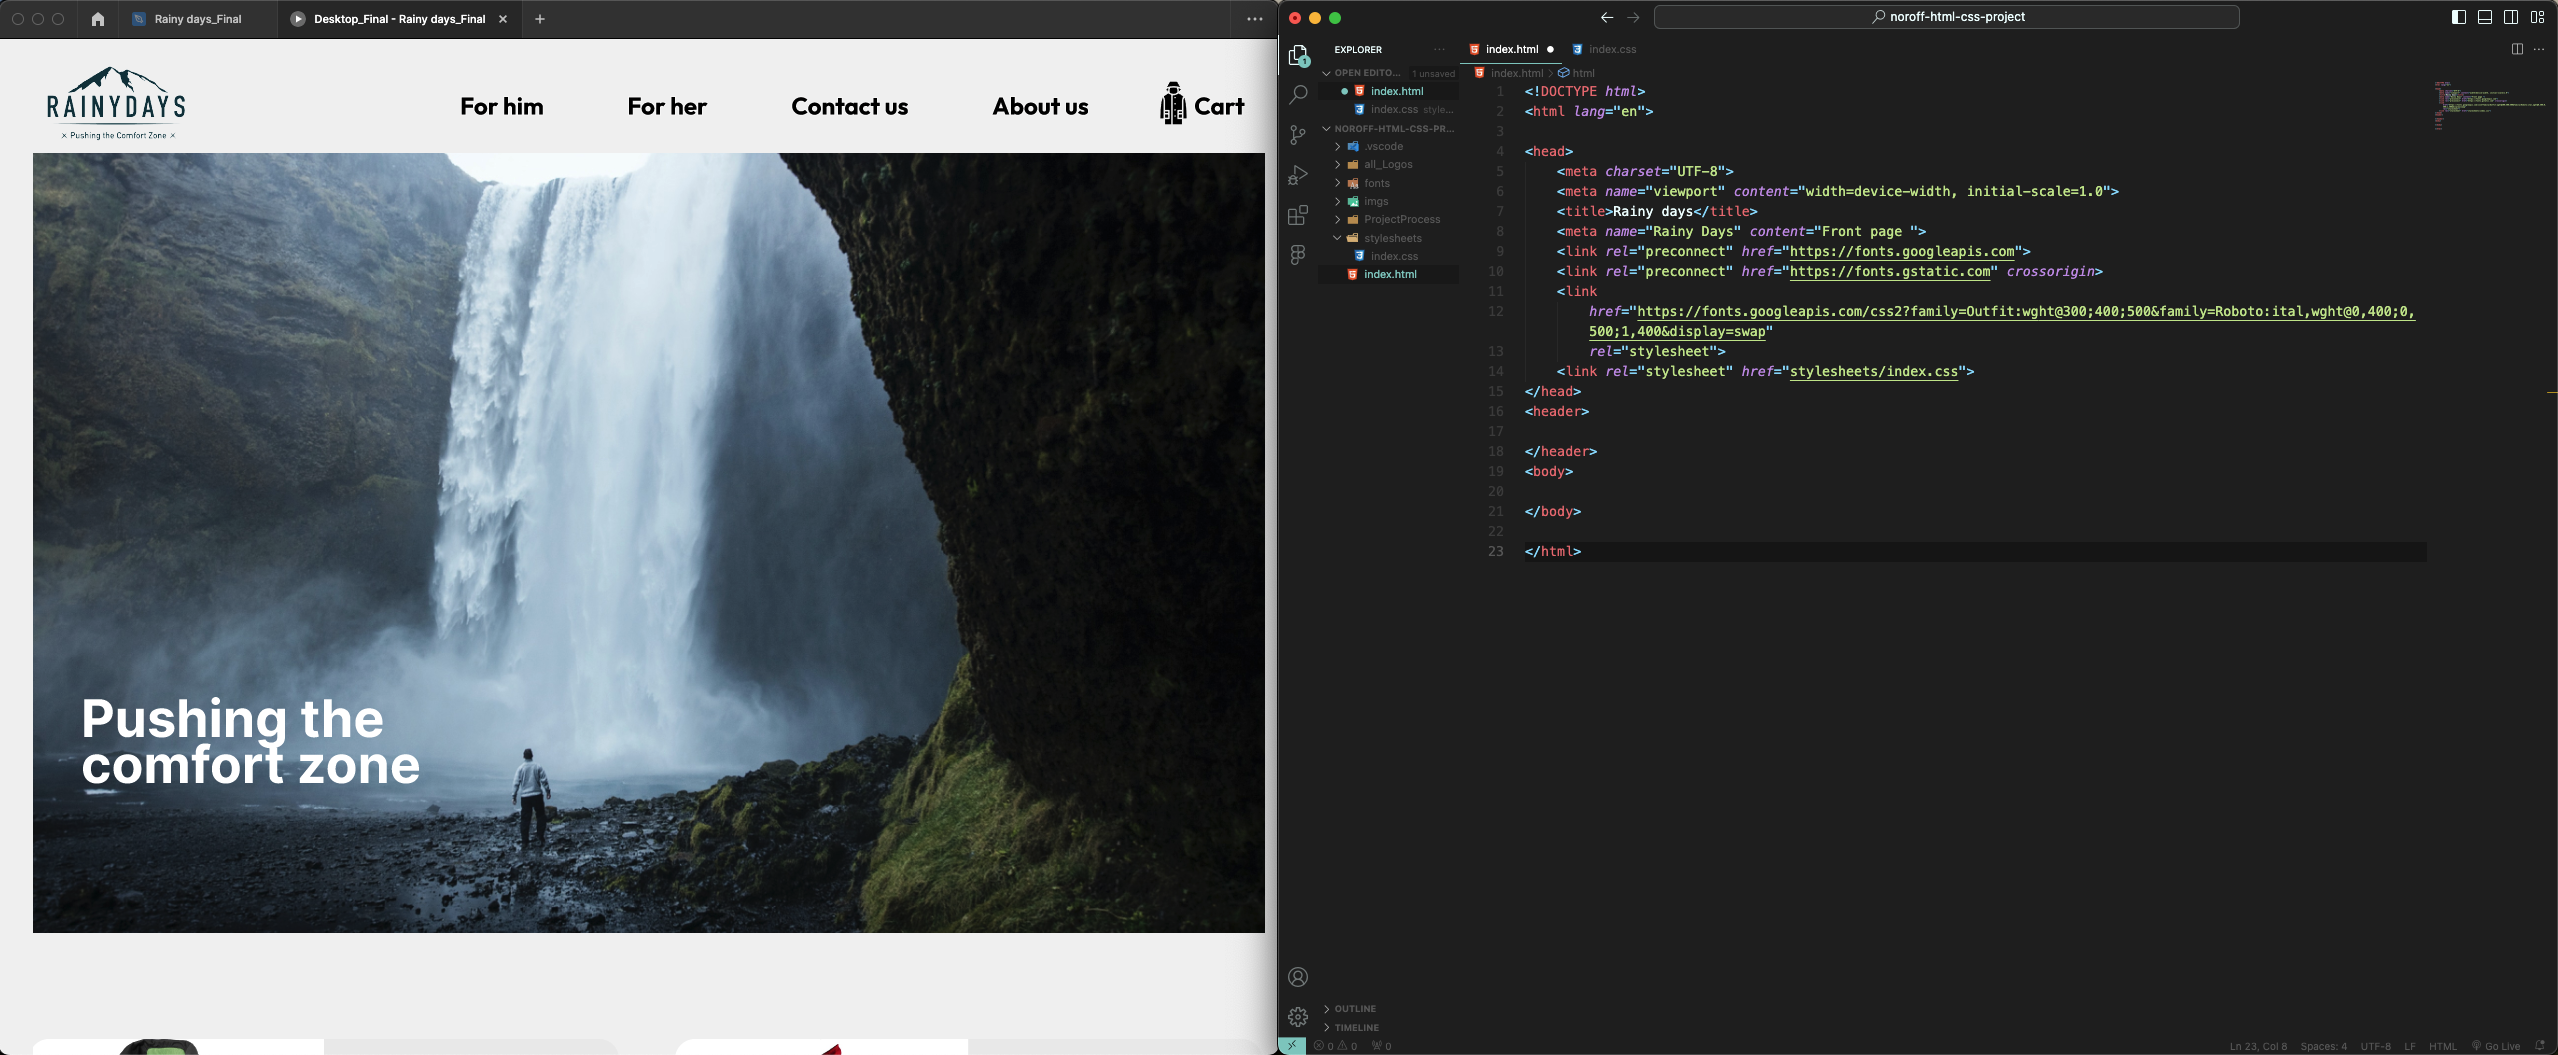 Rainy days_Final
Desktop_Final - Rainy days_Final
RAINYDAYS
× Pushing the Comfort Zone ×
For him
For her
Contact us
About us
Cart
Pushing the
comfort zone
noroff-html-css-project
EXPLORER
OPEN EDITO...
1 unsaved
index.html
index.css style...
NOROFF-HTML-CSS-PR...
.vscode
all_Logos
fonts
imgs
ProjectProcess
stylesheets
index.css
index.html
OUTLINE
TIMELINE
index.html
index.css
index.html > html
1 <!DOCTYPE html>
2 <html lang="en">
3
4 <head>
5 <meta charset="UTF-8">
6 <meta name="viewport" content="width=device-width, initial-scale=1.0">
7 <title>Rainy days</title>
8 <meta name="Rainy Days" content="Front page ">
9 <link rel="preconnect" href="https://fonts.googleapis.com">
10 <link rel="preconnect" href="https://fonts.gstatic.com" crossorigin>
11 <link
12 href="https://fonts.googleapis.com/css2?family=Outfit:wght@300;400;500&family=Roboto:ital,wght@0,400;0,
500;1,400&display=swap"
13 rel="stylesheet">
14 <link rel="stylesheet" href="stylesheets/index.css">
15 </head>
16 <header>
17
18 </header>
19 <body>
20
21 </body>
22
23 </html>
1
0 0 0
Ln 23, Col 8 Spaces: 4 UTF-8 LF HTML Go Live